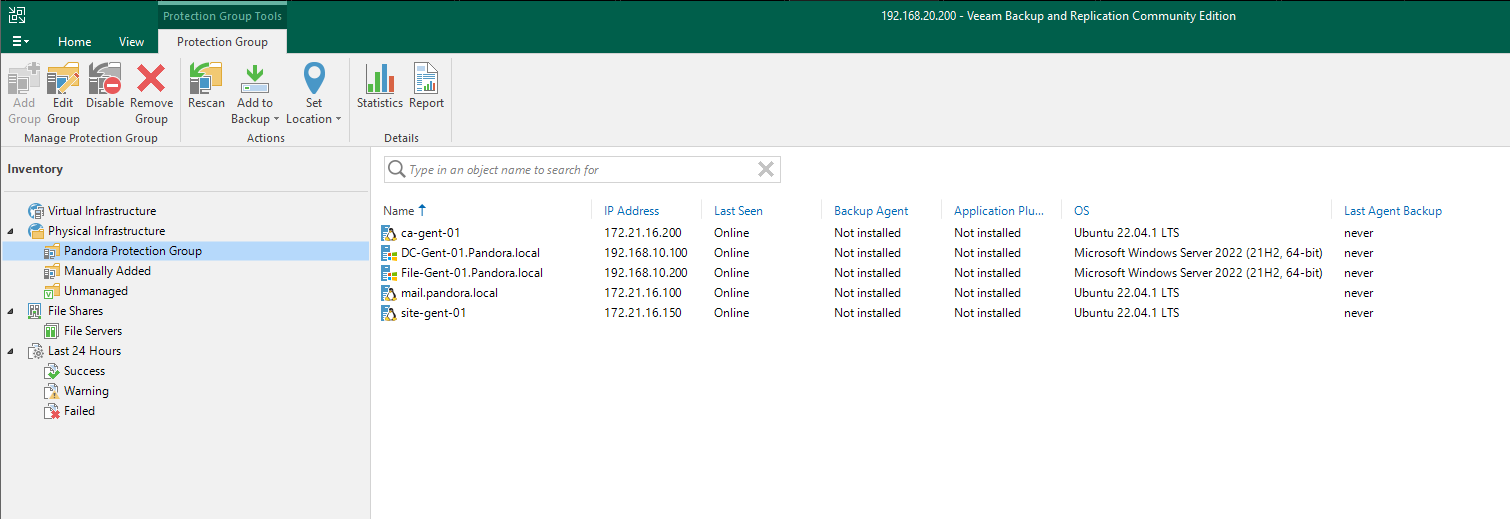 Protection Group Tools
192.168.20.200 - Veeam Backup and Replication Community Edition
Home View Protection Group
Add Group
Edit Group
Disable
Remove Group
Rescan
Add to Backup
Set Location
Statistics
Report
Manage Protection Group
Actions
Details
Inventory
Virtual Infrastructure
Physical Infrastructure
Pandora Protection Group
Manually Added
Unmanaged
File Shares
File Servers
Last 24 Hours
Success
Warning
Failed
Type in an object name to search for
Name IP Address Last Seen Backup Agent Application Plu... OS Last Agent Backup
ca-gent-01 172.21.16.200 Online Not installed Not installed Ubuntu 22.04.1 LTS never
DC-Gent-01.Pandora.local 192.168.10.100 Online Not installed Not installed Microsoft Windows Server 2022 (21H2, 64-bit) never
File-Gent-01.Pandora.local 192.168.10.200 Online Not installed Not installed Microsoft Windows Server 2022 (21H2, 64-bit) never
mail.pandora.local 172.21.16.100 Online Not installed Not installed Ubuntu 22.04.1 LTS never
site-gent-01 172.21.16.150 Online Not installed Not installed Ubuntu 22.04.1 LTS never